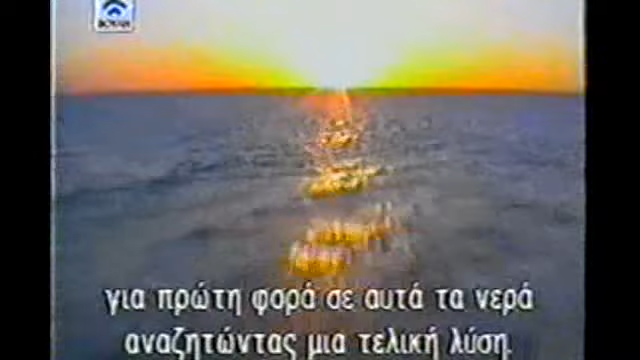 για πρώτη φορά σε αυτά τα νερά
αναζητώντας μια τελική λύση.